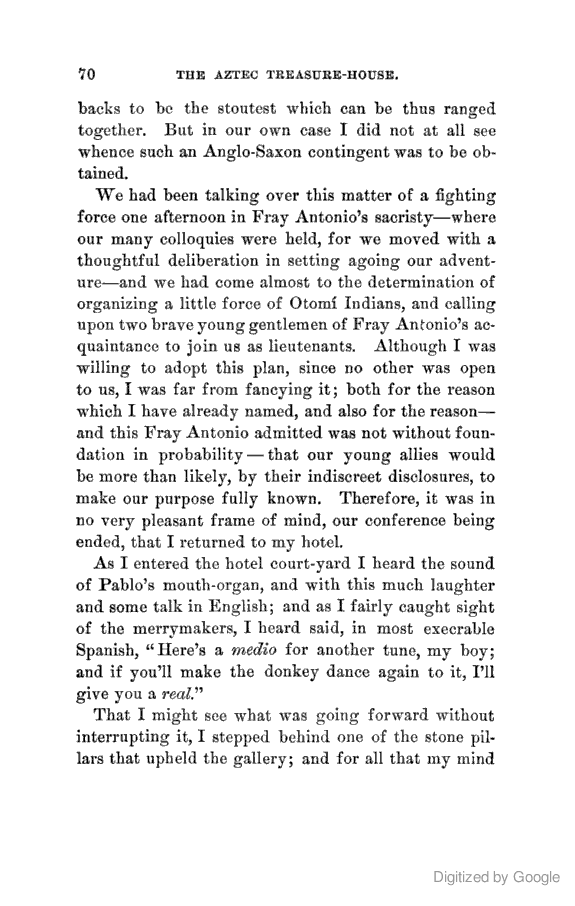 70 THE AZTEC TREASURE-HOUSE.
backs to be the stoutest which can be thus ranged
together. But in our own case I did not at all see
whence such an Anglo-Saxon contingent was to be ob-
tained.
We had been talking over this matter of a fighting
force one afternoon in Fray Antonio's sacristy—where
our many colloquies were held, for we moved with a
thoughtful deliberation in setting agoing our advent-
ure—and we had come almost to the determination of
organizing a little force of Otomí Indians, and calling
upon two brave young gentlemen of Fray Antonio's ac-
quaintance to join us as lieutenants. Although I was
willing to adopt this plan, since no other was open
to us, I was far from fancying it; both for the reason
which I have already named, and also for the reason—
and this Fray Antonio admitted was not without foun-
dation in probability—that our young allies would
be more than likely, by their indiscreet disclosures, to
make our purpose fully known. Therefore, it was in
no very pleasant frame of mind, our conference being
ended, that I returned to my hotel.
As I entered the hotel court-yard I heard the sound
of Pablo's mouth-organ, and with this much laughter
and some talk in English; and as I fairly caught sight
of the merrymakers, I heard said, in most execrable
Spanish, "Here's a medio for another tune, my boy;
and if you'll make the donkey dance again to it, I'll
give you a real."
That I might see what was going forward without
interrupting it, I stepped behind one of the stone pil-
lars that upheld the gallery; and for all that my mind
Digitized by Google